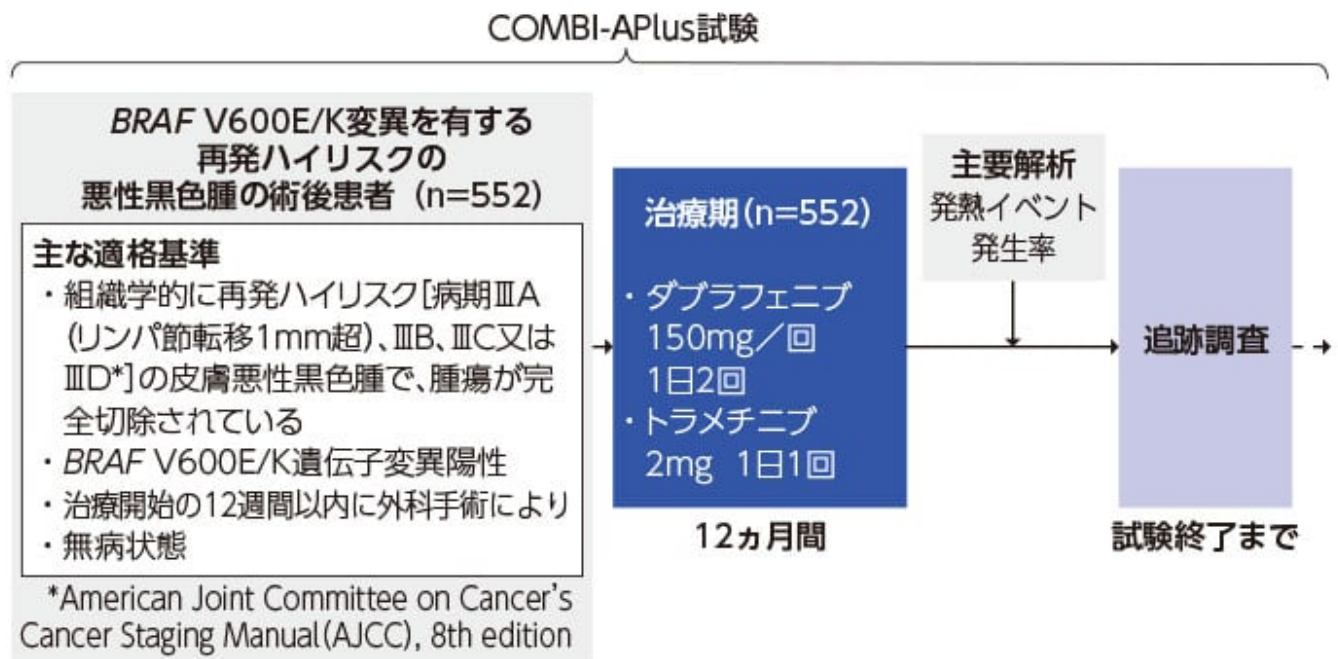 COMBI-APlus試験
BRAF V600E/K変異を有する
再発ハイリスクの
悪性黒色腫の術後患者 (n=552)
主な適格基準
・組織学的に再発ハイリスク[病期ⅢA
(リンパ節転移1mm超)、ⅢB、ⅢC又は
ⅢD*]の皮膚悪性黒色腫で、腫瘍が完
全切除されている
・BRAF V600E/K遺伝子変異陽性
・治療開始の12週間以内に外科手術により
・無病状態
*American Joint Committee on Cancer's
Cancer Staging Manual(AJCC), 8th edition
治療期(n=552)
・ダブラフェニブ
150mg/回
1日2回
・トラメチニブ
2mg 1日1回
12ヵ月間
主要解析
発熱イベント
発生率
追跡調査
試験終了まで